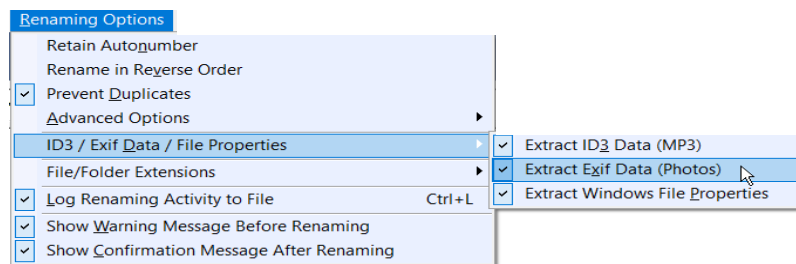 Renaming Options
Retain Autonumber
Rename in Reverse Order
Prevent Duplicates
Advanced Options
ID3 / Exif Data / File Properties
Extract ID3 Data (MP3)
Extract Exif Data (Photos)
Extract Windows File Properties
File/Folder Extensions
Log Renaming Activity to File Ctrl+L
Show Warning Message Before Renaming
Show Confirmation Message After Renaming